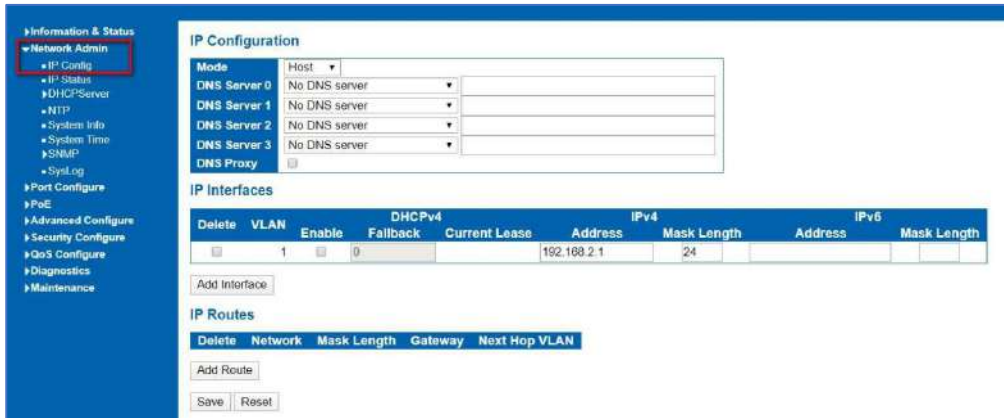 Information & Status
Network Admin
IP Config
IP Status
DHCPServer
NTP
System Info
System Time
SNMP
SysLog
Port Configure
PoE
Advanced Configure
Security Configure
QoS Configure
Diagnostics
Maintenance
IP Configuration
Mode Host
DNS Server 0 No DNS server
DNS Server 1 No DNS server
DNS Server 2 No DNS server
DNS Server 3 No DNS server
DNS Proxy
IP Interfaces
Delete VLAN DHCPv4 IPv4 IPv6
Enable Fallback Current Lease Address Mask Length Address Mask Length
1 0 192.168.2.1 24
Add Interface
IP Routes
Delete Network Mask Length Gateway Next Hop VLAN
Add Route
Save Reset